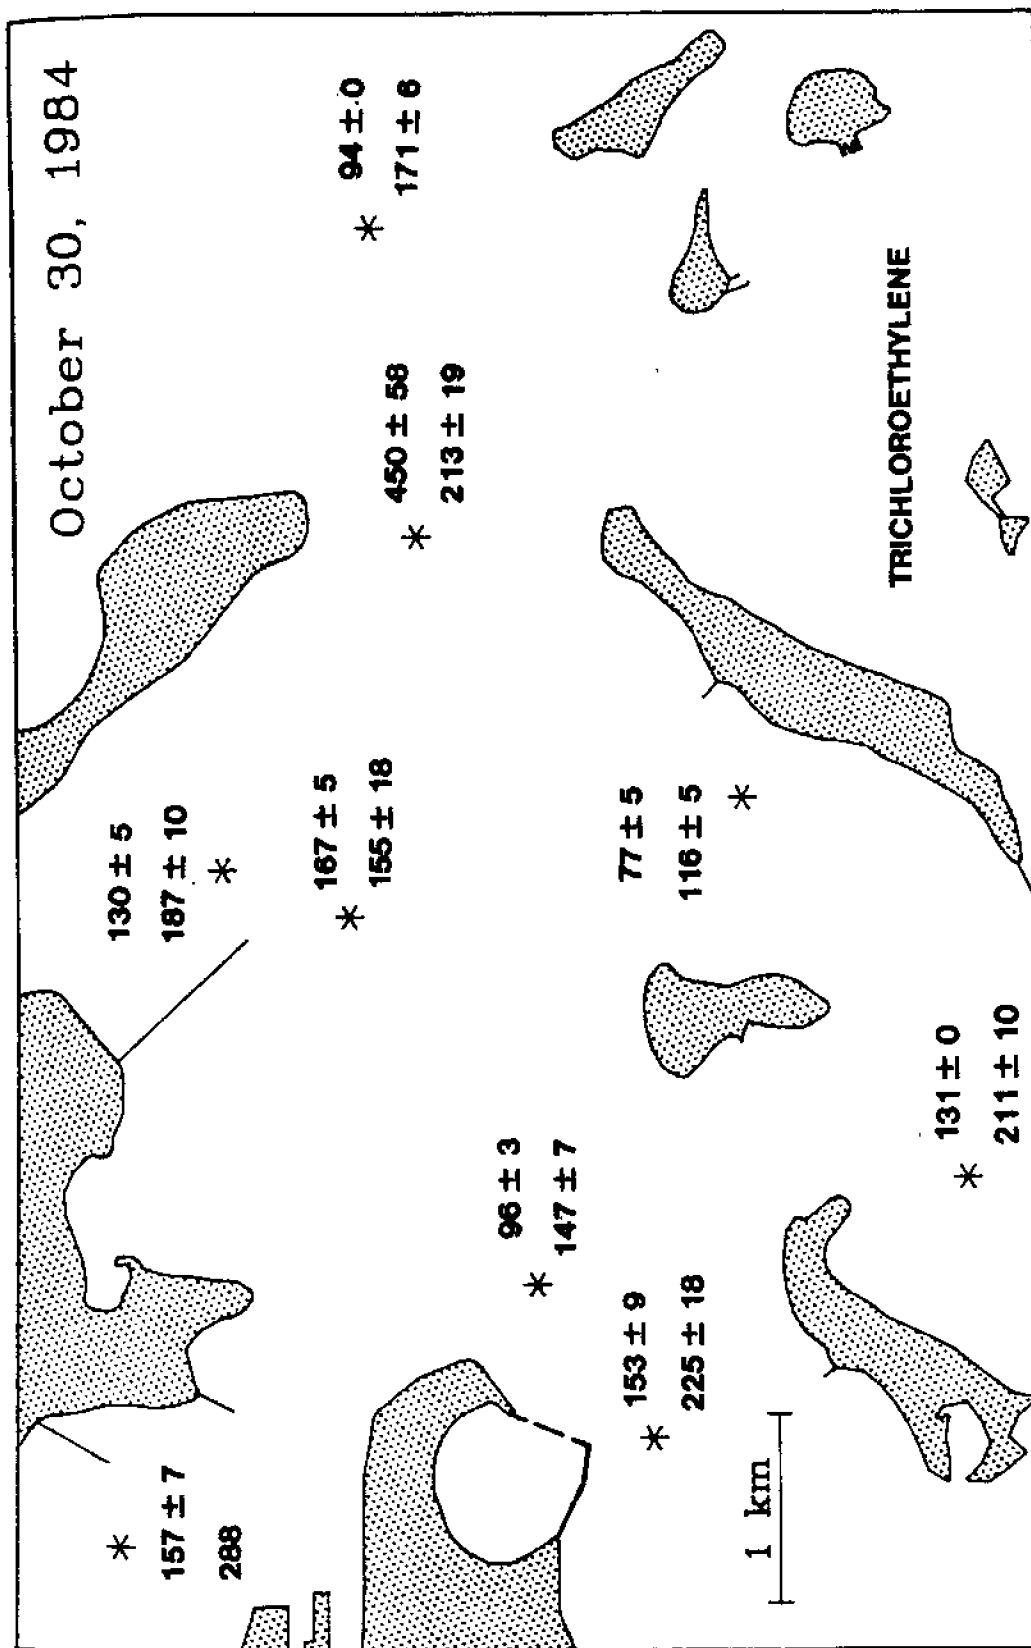 October 30, 1984
94 ± 0
171 ± 6
450 ± 58
213 ± 19
130 ± 5
187 ± 10
167 ± 5
155 ± 18
77 ± 5
116 ± 5
TRICHLOROETHYLENE
96 ± 3
147 ± 7
131 ± 0
211 ± 10
153 ± 9
225 ± 18
157 ± 7
288
1 km